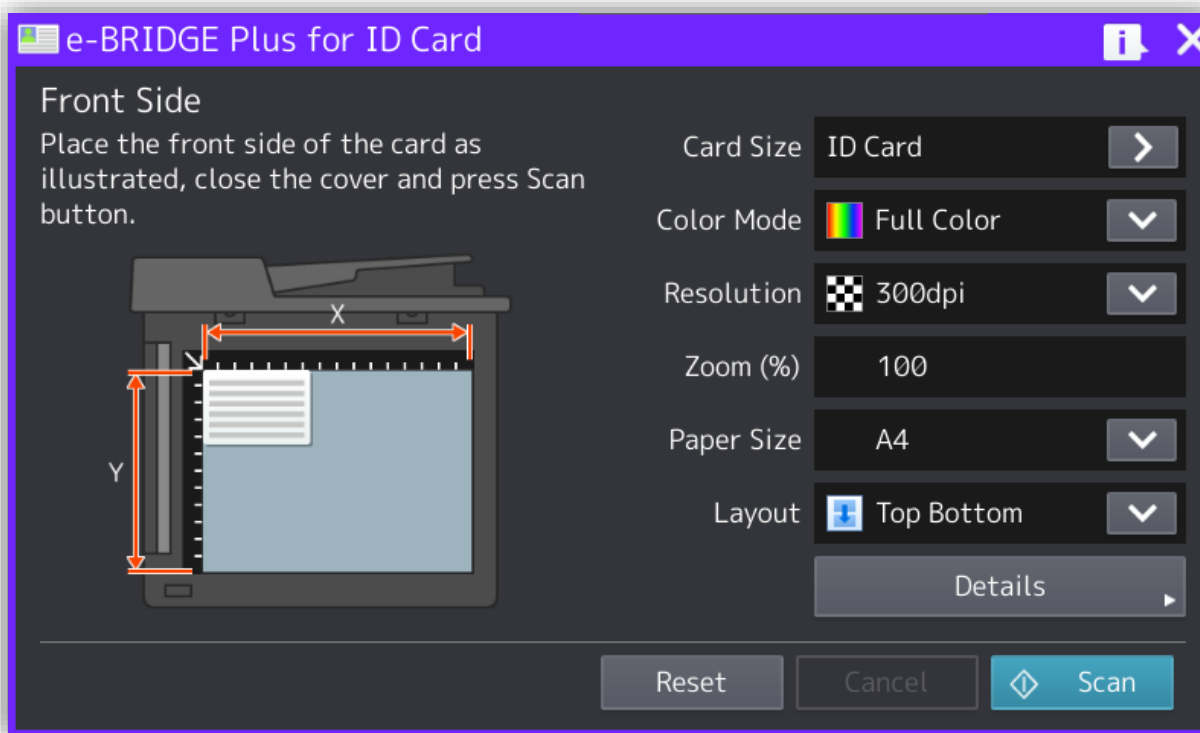 e-BRIDGE Plus for ID Card
Front Side
Place the front side of the card as
illustrated, close the cover and press Scan
button.
X
Y
Card Size ID Card
Color Mode Full Color
Resolution 300dpi
Zoom (%) 100
Paper Size A4
Layout Top Bottom
Details
Reset Cancel Scan